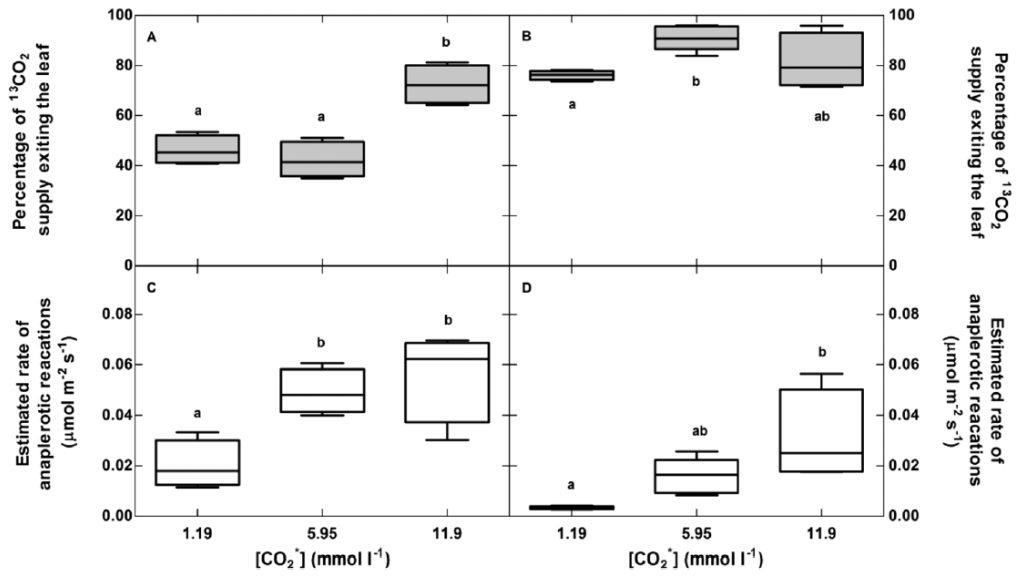 A
B
Percentage of ¹³CO₂
supply exiting the leaf
100
80
60
40
20
0
a
a
b
a
b
ab
100
80
60
40
20
0
Percentage of ¹³CO₂
supply exiting the leaf
C
D
Estimated rate of
anaplerotic reacations
(μmol m⁻² s⁻¹)
0.08
0.06
0.04
0.02
0.00
a
b
b
a
ab
b
0.08
0.06
0.04
0.02
0.00
Estimated rate of
anaplerotic reacations
(μmol m⁻² s⁻¹)
1.19 5.95 11.9
1.19 5.95 11.9
[CO₂*] (mmol l⁻¹)
[CO₂*] (mmol l⁻¹)